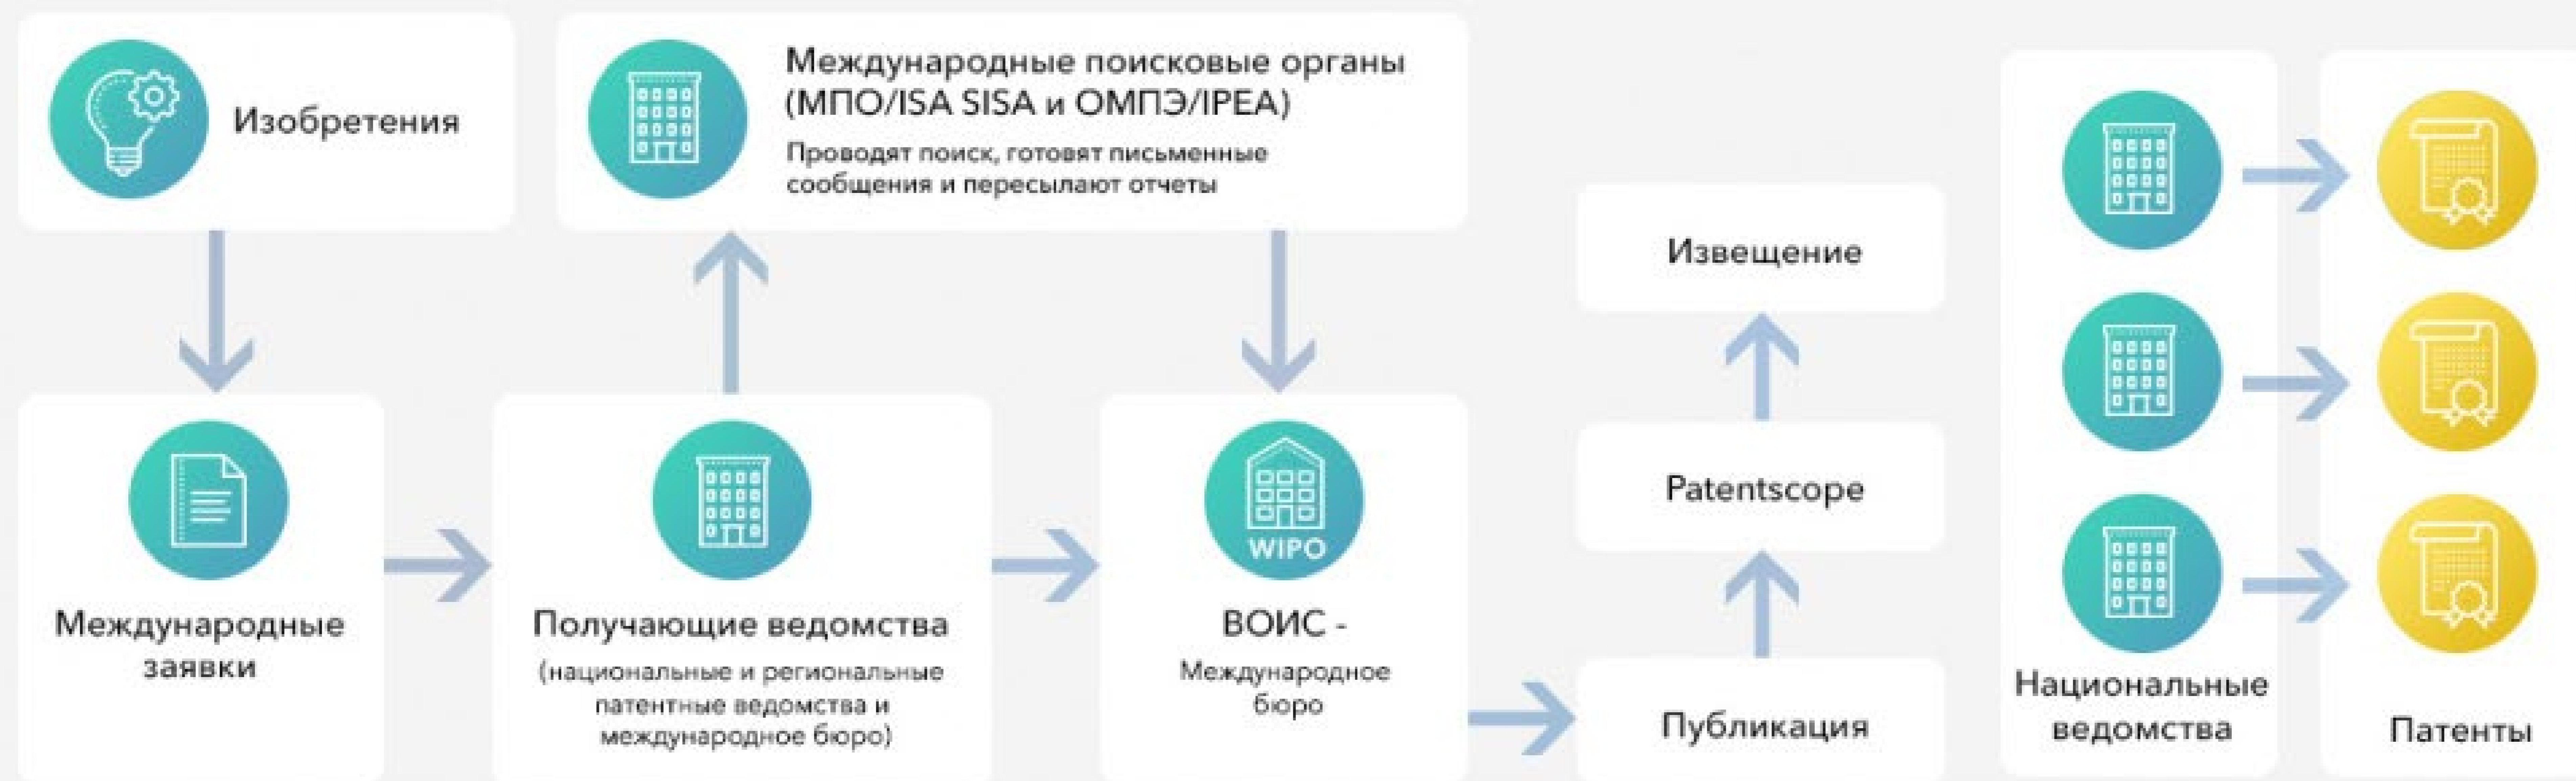 Изобретения
Международные поисковые органы
(МПО/ISA SISA и ОМПЭ/IPEA)
Проводят поиск, готовят письменные
сообщения и пересылают отчеты
Международные
заявки
Получающие ведомства
(национальные и региональные
патентные ведомства и
международное бюро)
WIPO
ВОИС -
Международное
бюро
Извещение
Patentscope
Публикация
Национальные
ведомства
Патенты